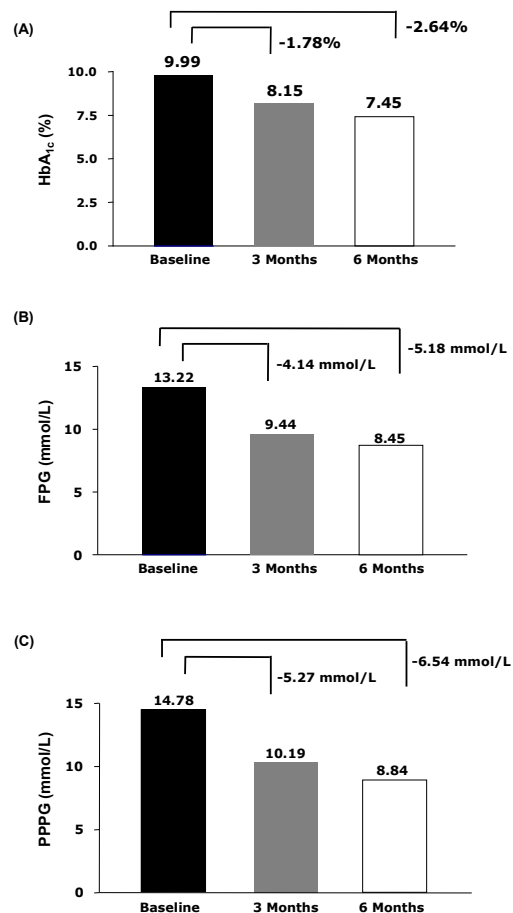 (A)
-2.64%
-1.78%
9.99
8.15
7.45
10.0
7.5
5.0
2.5
0.0
HbA1c (%)
Baseline 3 Months 6 Months
(B)
-5.18 mmol/L
-4.14 mmol/L
13.22
9.44
8.45
15
10
5
0
FPG (mmol/L)
Baseline 3 Months 6 Months
(C)
-6.54 mmol/L
-5.27 mmol/L
14.78
10.19
8.84
15
10
5
0
PPPG (mmol/L)
Baseline 3 Months 6 Months